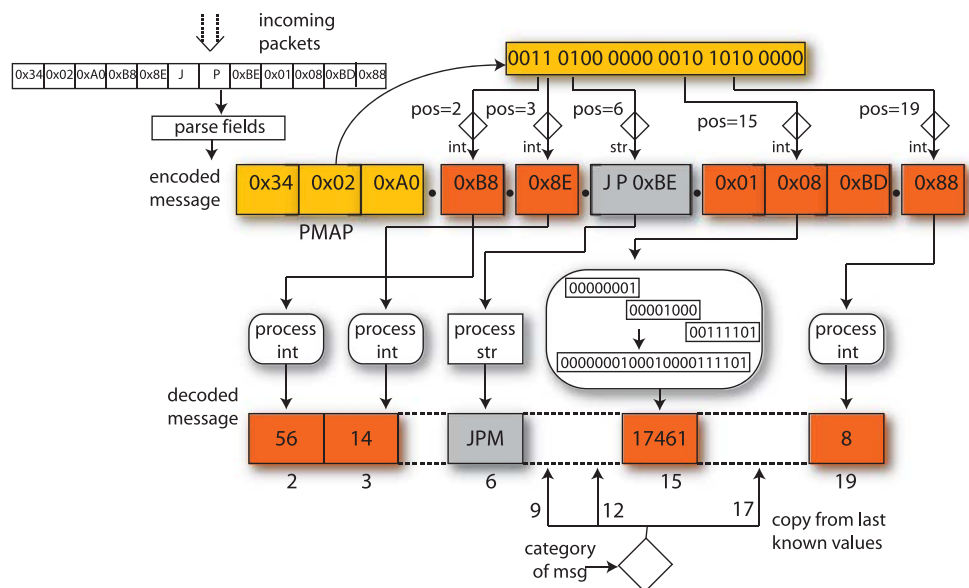 incoming
packets
0x34 0x02 0xA0 0xB8 0x8E J P 0xBE 0x01 0x08 0xBD 0x88
0011 0100 0000 0010 1010 0000
parse fields
pos=2 pos=3 pos=6 pos=15 pos=19
int int str int int
encoded
message
0x34 0x02 0xA0 0xB8 0x8E J P 0xBE 0x01 0x08 0xBD 0x88
PMAP
00000001
00001000
00111101
0000000100010000111101
process
int
process
int
process
str
process
int
decoded
message
56 14 JPM 17461 8
2 3 6 15 19
9 12 17
copy from last
known values
category
of msg